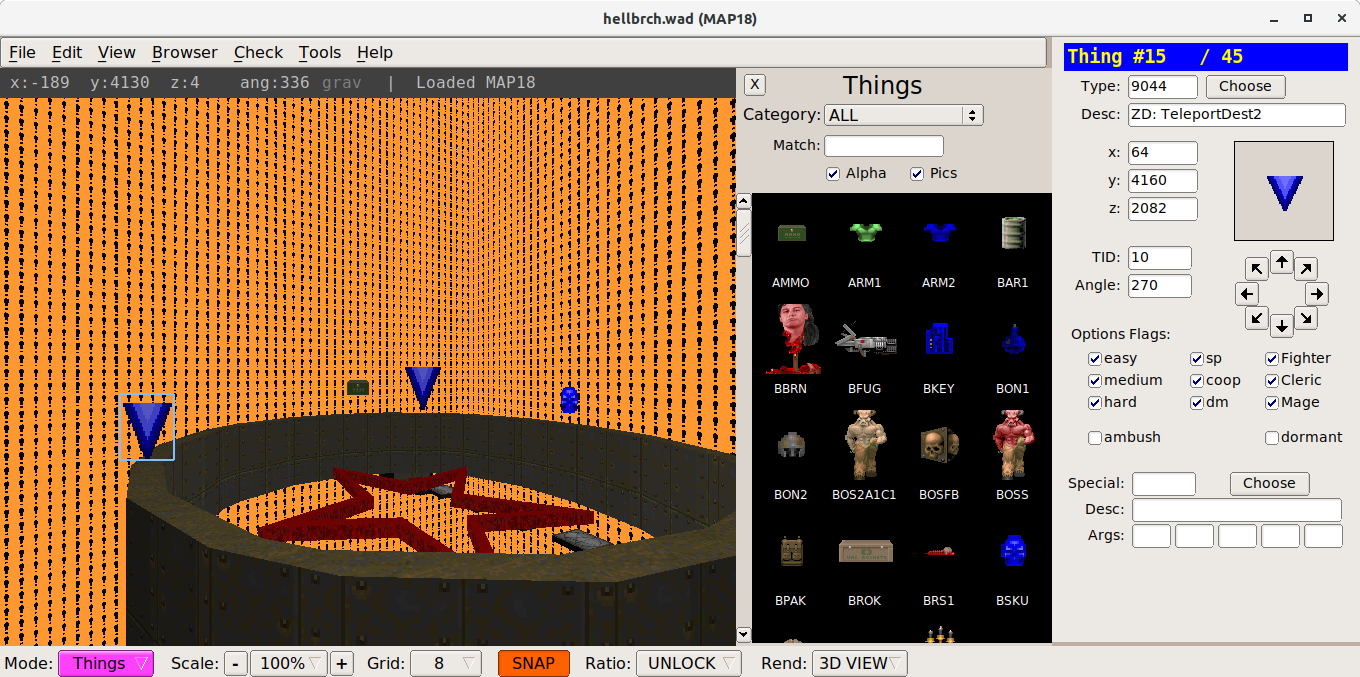 hellbrch.wad (MAP18)
File Edit View Browser Check Tools Help
x:-189 y:4130 z:4 ang:336 grav | Loaded MAP18
X Things
Category: ALL
Match:
Alpha Pics
AMMO ARM1 ARM2 BAR1
BBRN BFUG BKEY BON1
BON2 BOS2A1C1 BOSFB BOSS
BPAK BROK BRS1 BSKU
Thing #15 / 45
Type: 9044 Choose
Desc: ZD: TeleportDest2
x: 64
y: 4160
z: 2082
TID: 10
Angle: 270
Options Flags:
easy sp Fighter
medium coop Cleric
hard dm Mage
ambush dormant
Special: Choose
Desc:
Args:
Mode: Things Scale: - 100% + Grid: 8 SNAP Ratio: UNLOCK Rend: 3D VIEW